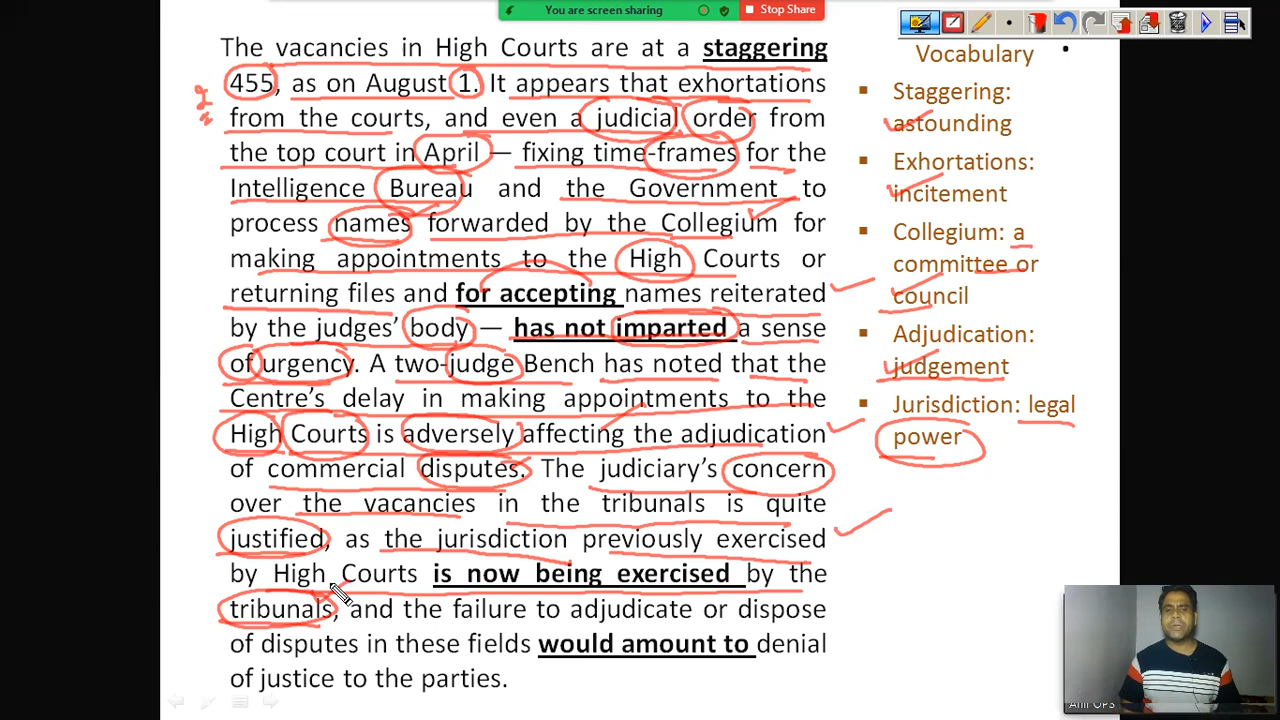 You are screen sharing
Stop Share
The vacancies in High Courts are at a staggering
455, as on August 1. It appears that exhortations
from the courts, and even a judicial order from
the top court in April — fixing time-frames for the
Intelligence Bureau and the Government to
process names forwarded by the Collegium for
making appointments to the High Courts or
returning files and for accepting names reiterated
by the judges' body — has not imparted a sense
of urgency. A two-judge Bench has noted that the
Centre's delay in making appointments to the
High Courts is adversely affecting the adjudication
of commercial disputes. The judiciary's concern
over the vacancies in the tribunals is quite
justified, as the jurisdiction previously exercised
by High Courts is now being exercised by the
tribunals, and the failure to adjudicate or dispose
of disputes in these fields would amount to denial
of justice to the parties.
Vocabulary
Staggering:
astounding
Exhortations:
incitement
Collegium: a
committee or
council
Adjudication:
judgement
Jurisdiction: legal
power